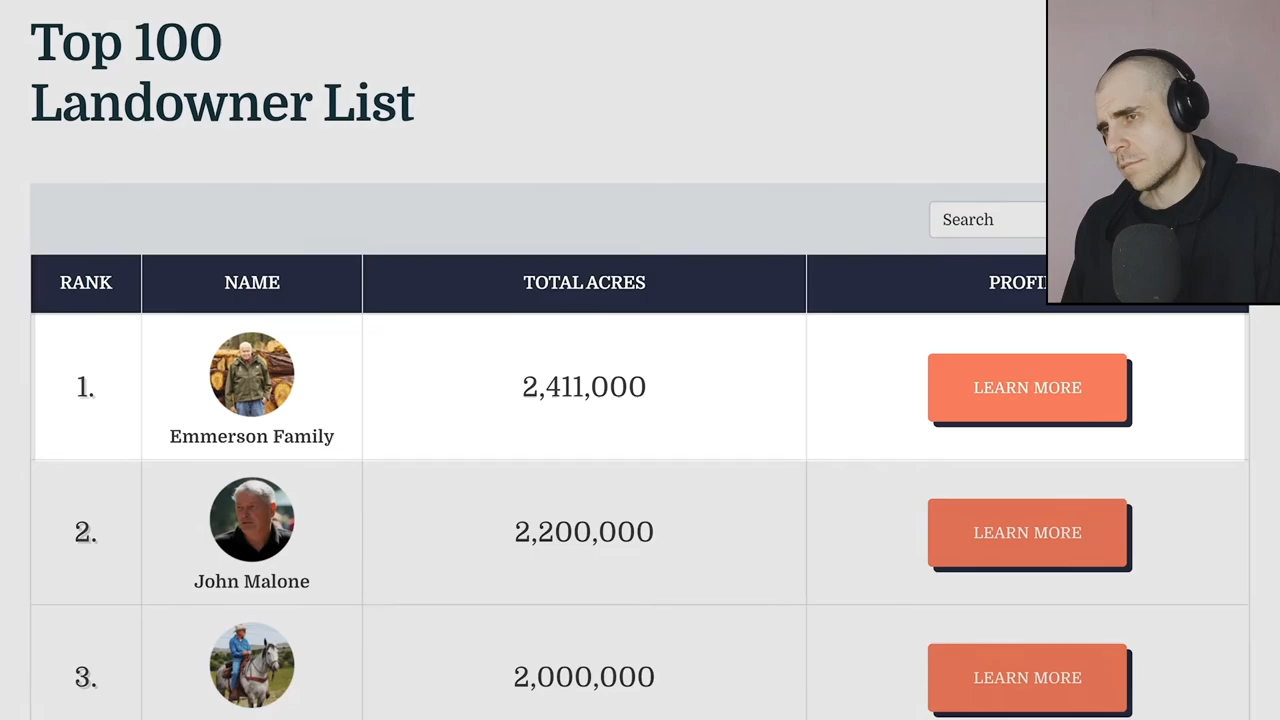 Top 100
Landowner List
Search
RANK NAME TOTAL ACRES PROFI
1. Emmerson Family 2,411,000 LEARN MORE
2. John Malone 2,200,000 LEARN MORE
3. 2,000,000 LEARN MORE